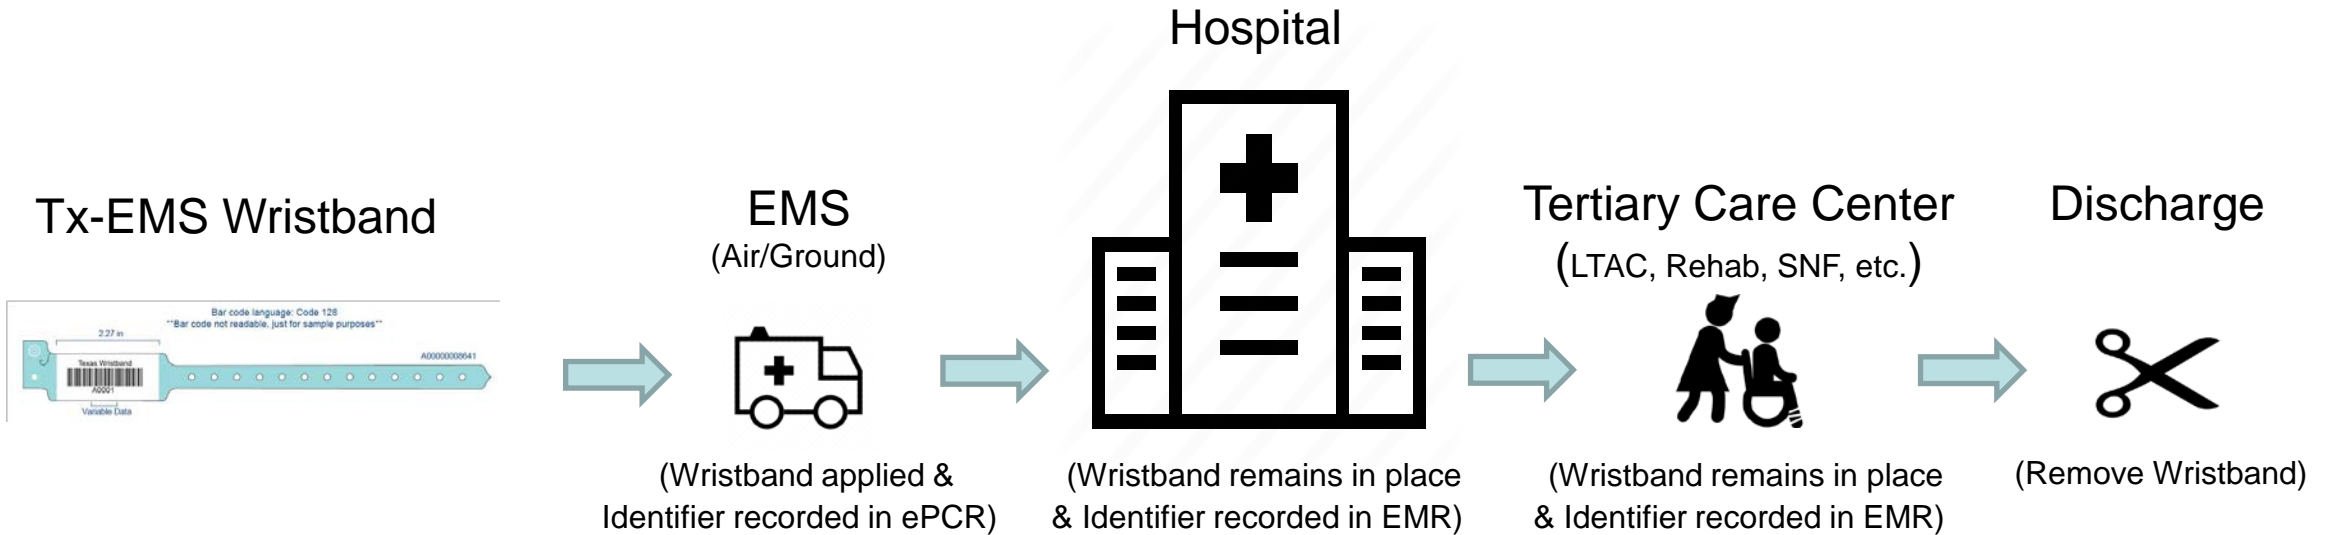 Hospital
Tx-EMS Wristband
EMS
(Air/Ground)
Tertiary Care Center
(LTAC, Rehab, SNF, etc.)
Discharge
Bar code language: Code 128
**Bar code not readable, just for sample purposes**
2.27 in
Texas Wristband
A0001
Variable Data
A00000008641
(Wristband applied &
Identifier recorded in ePCR)
(Wristband remains in place
& Identifier recorded in EMR)
(Wristband remains in place
& Identifier recorded in EMR)
(Remove Wristband)